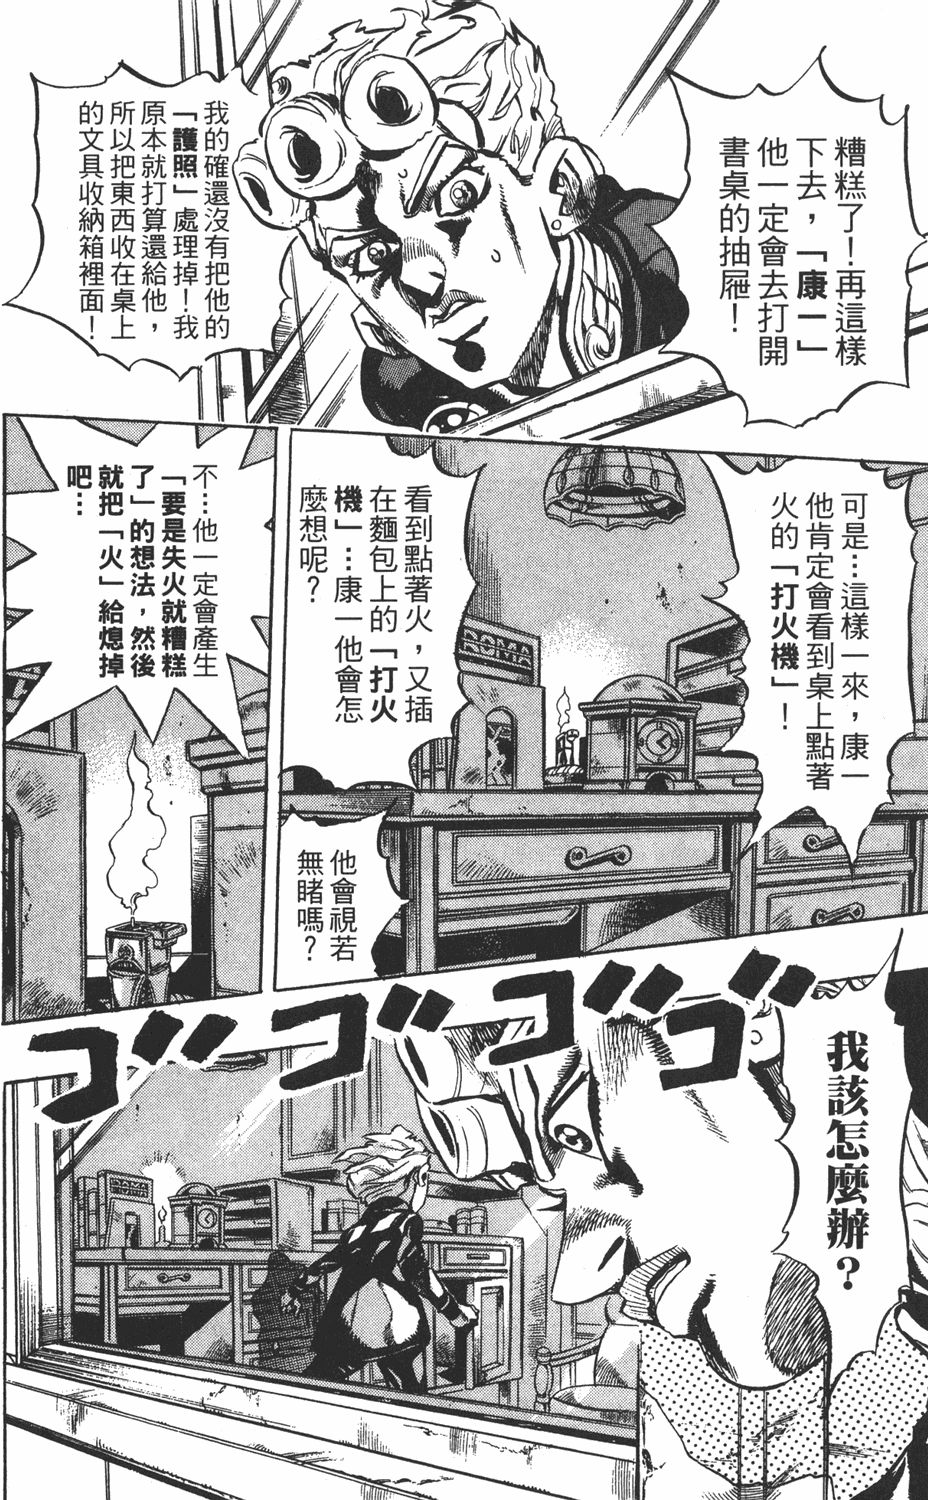 糟糕了！再這樣
下去，「康一」
他一定會去打開
書桌的抽屜！
我的確還沒有把他的
「護照」處理掉！我
原本就打算還給他，
所以把東西收在桌上
的文具收納箱裡面！
可是…這樣一來，康一
他肯定會看到桌上點著
火的「打火機」！
看到點著火，又插
在麵包上的「打火
機」…康一他會怎
麼想呢？
他會視若
無睹嗎？
ROMA
不…他一定會產生
「要是失火就糟糕
了」的想法，然後
就把「火」給熄掉
吧…
我該怎麼辦？
ゴゴゴゴゴ
ROMA